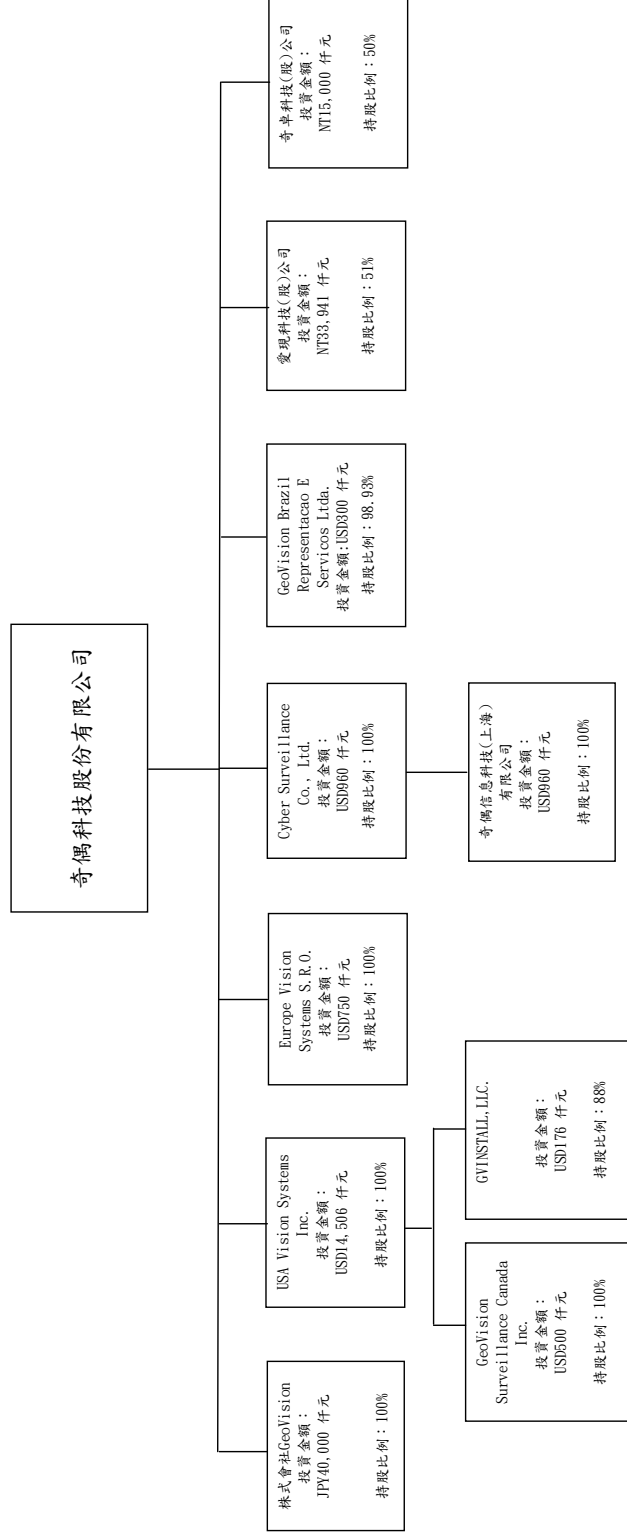 奇偶科技股份有限公司
株式會社GeoVision
投資金額：
JPY40,000 仟元
持股比例：100%
USA Vision Systems
Inc.
投資金額：
USD14,506 仟元
持股比例：100%
Europe Vision
Systems S.R.O.
投資金額：
USD750 仟元
持股比例：100%
Cyber Surveillance
Co., Ltd.
投資金額：
USD960 仟元
持股比例：100%
GeoVision Brazil
Representacao E
Servicos Ltda.
投資金額:USD300 仟元
持股比例：98.93%
愛現科技(股)公司
投資金額：
NT33,941 仟元
持股比例：51%
奇卓科技(股)公司
投資金額：
NT15,000 仟元
持股比例：50%
GeoVision
Surveillance Canada
Inc.
投資金額：
USD500 仟元
持股比例：100%
GVINSTALL,LLC.
投資金額：
USD176 仟元
持股比例：88%
奇偶信息科技(上海)
有限公司
投資金額：
USD960 仟元
持股比例：100%